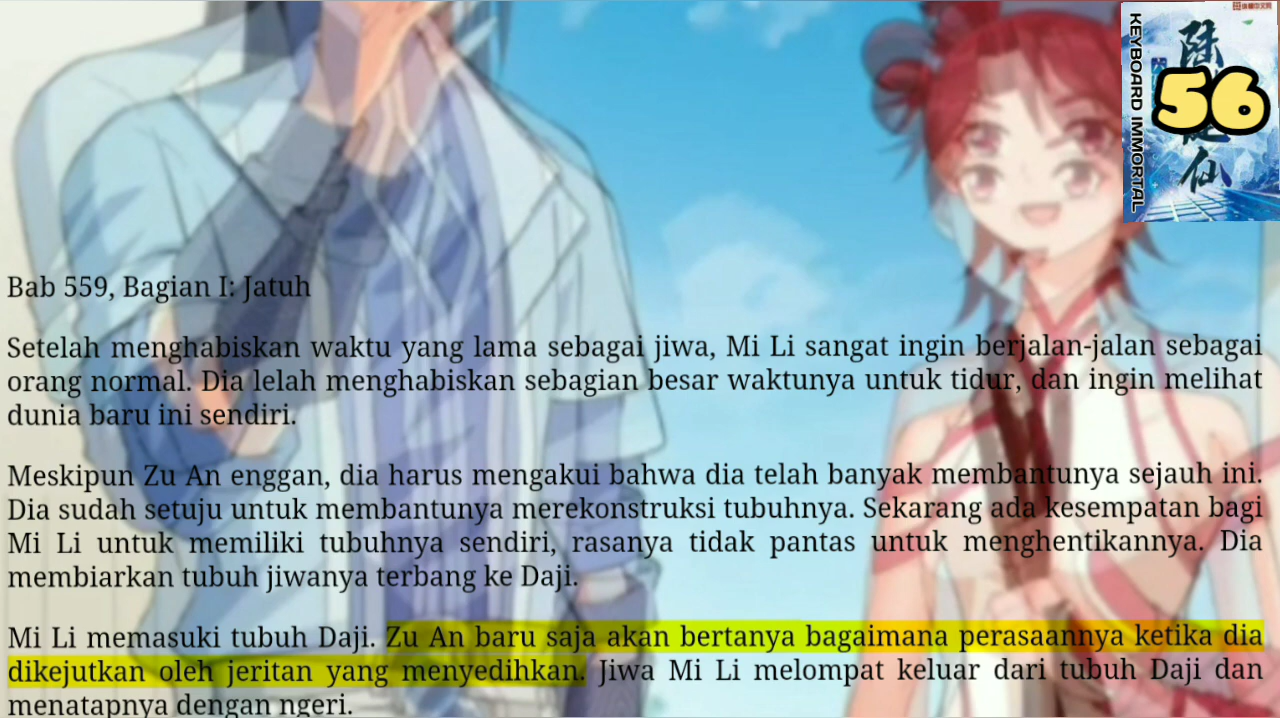 KEYBOARD IMMORTAL
陆
仙
56
Bab 559, Bagian I: Jatuh
Setelah menghabiskan waktu yang lama sebagai jiwa, Mi Li sangat ingin berjalan-jalan sebagai
orang normal. Dia lelah menghabiskan sebagian besar waktunya untuk tidur, dan ingin melihat
dunia baru ini sendiri.
Meskipun Zu An enggan, dia harus mengakui bahwa dia telah banyak membantunya sejauh ini.
Dia sudah setuju untuk membantunya merekonstruksi tubuhnya. Sekarang ada kesempatan bagi
Mi Li untuk memiliki tubuhnya sendiri, rasanya tidak pantas untuk menghentikannya. Dia
membiarkan tubuh jiwanya terbang ke Daji.
Mi Li memasuki tubuh Daji. Zu An baru saja akan bertanya bagaimana perasaannya ketika dia
dikejutkan oleh jeritan yang menyedihkan. Jiwa Mi Li melompat keluar dari tubuh Daji dan
menatapnya dengan ngeri.